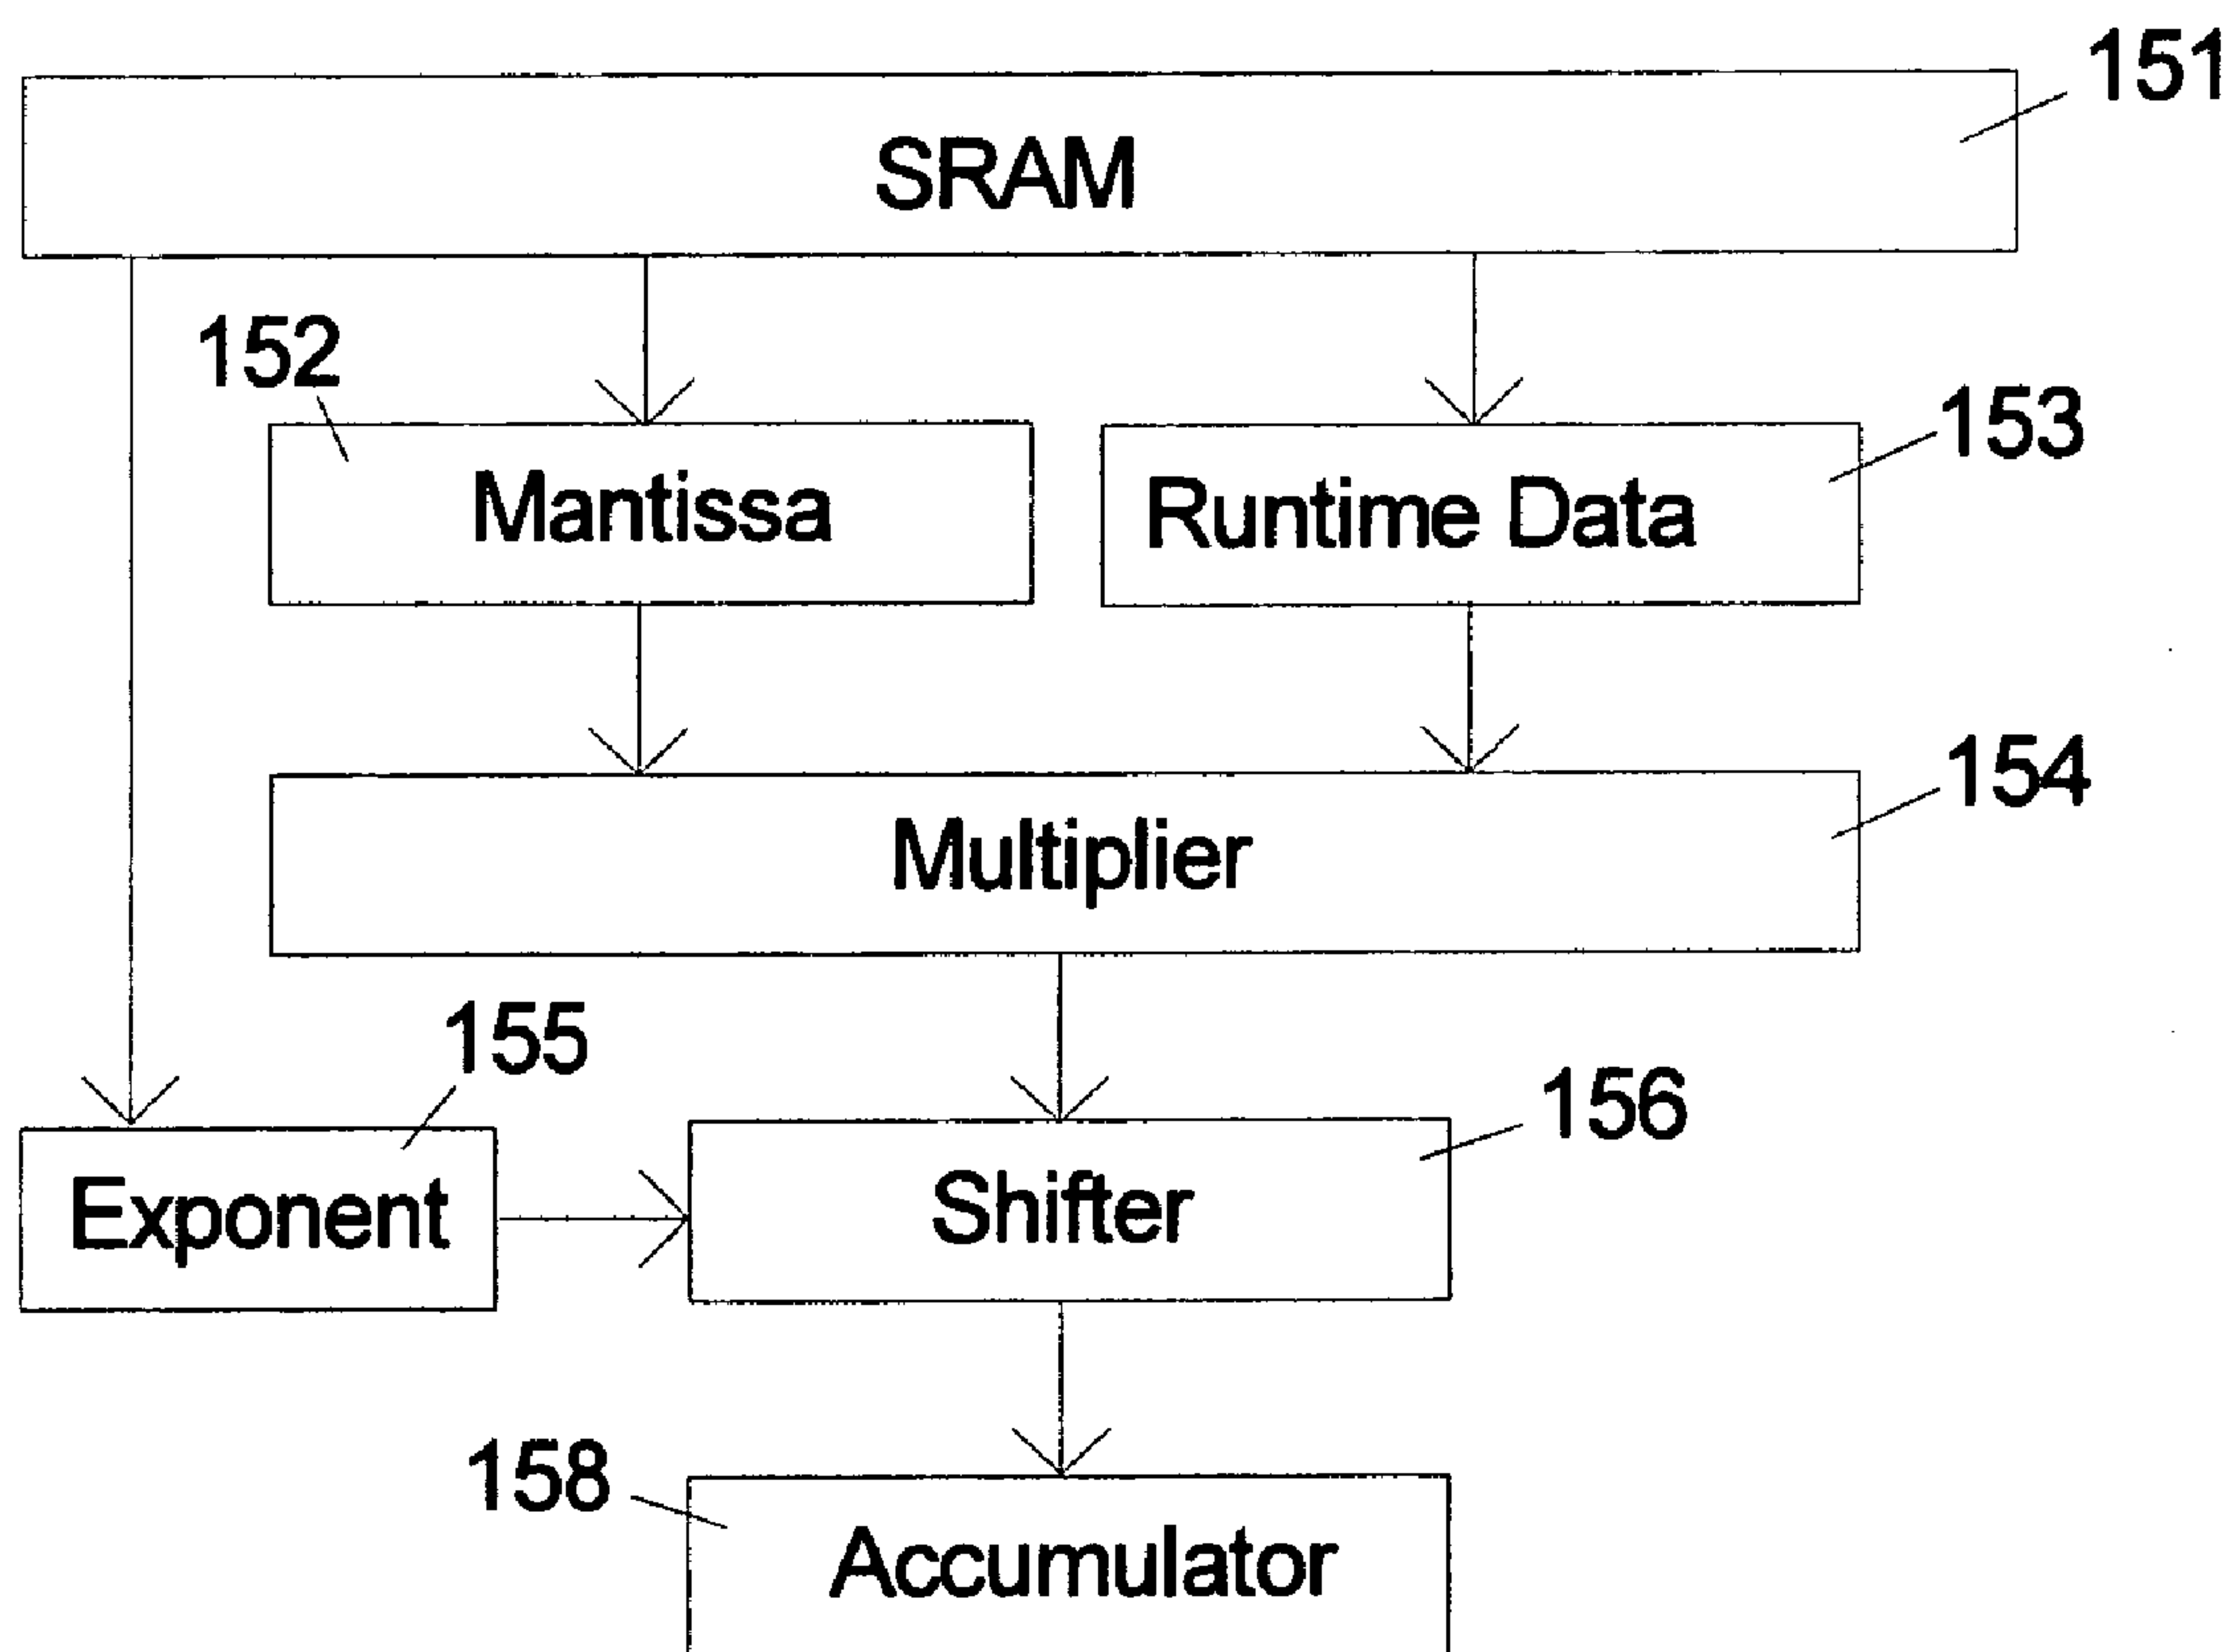 151
SRAM
152
153
Mantissa
Runtime Data
154
Multiplier
155
156
Exponent
Shifter
158
Accumulator